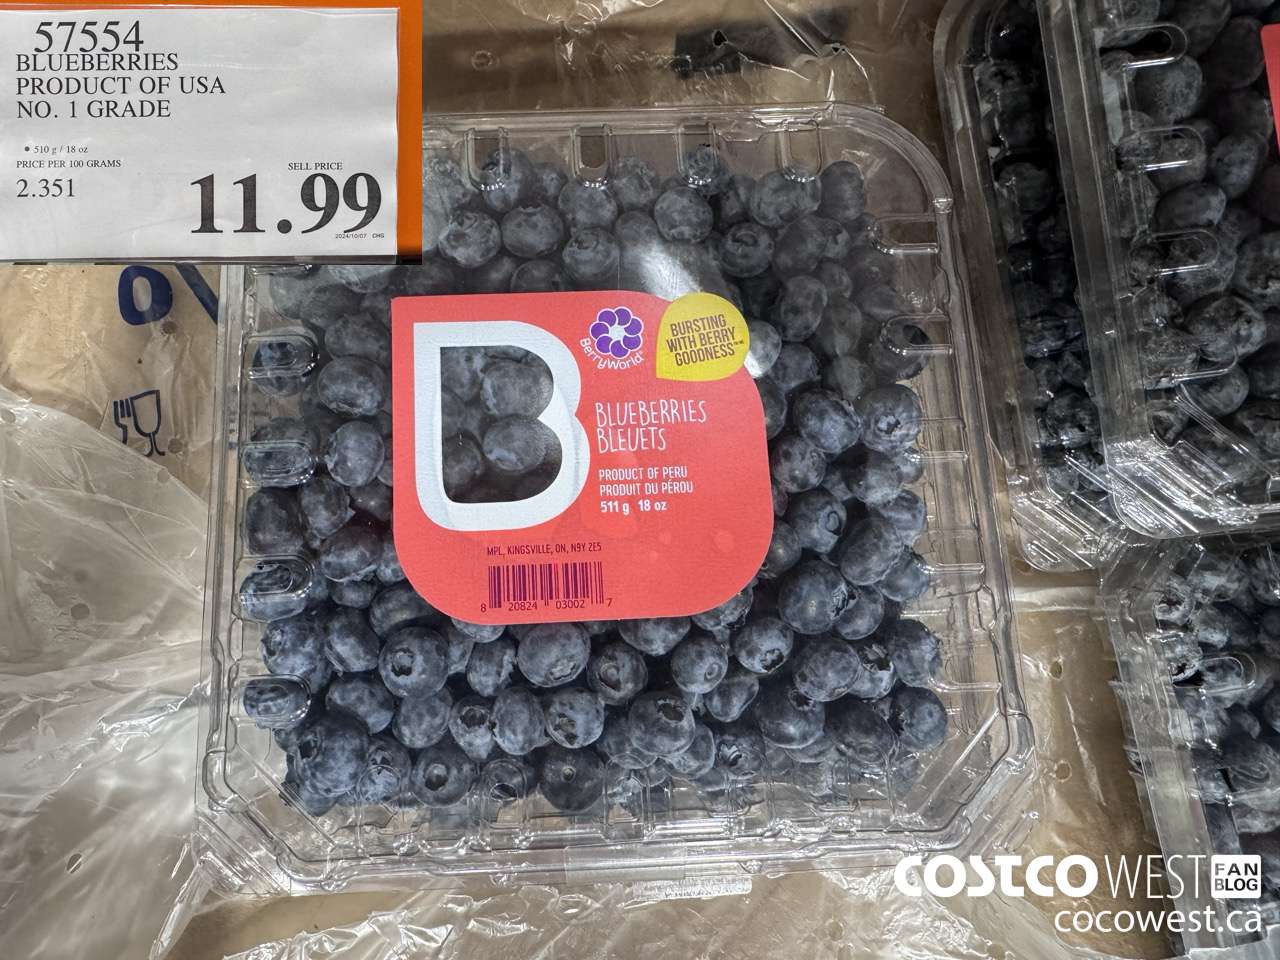 57554
BLUEBERRIES
PRODUCT OF USA
NO. 1 GRADE
• 510 g / 18 oz
PRICE PER 100 GRAMS
2.351
SELL PRICE
11.99
2024/10/07 CHG
B
BerryWorld
BURSTING
WITH BERRY
GOODNESS
BLUEBERRIES
BLEUETS
PRODUCT OF PERU
PRODUIT DU PÉROU
511 g 18 oz
MPL, KINGSVILLE, ON, N9Y 2E5
8 20824 03002 7
COSTCO WEST FAN BLOG
cocowest.ca